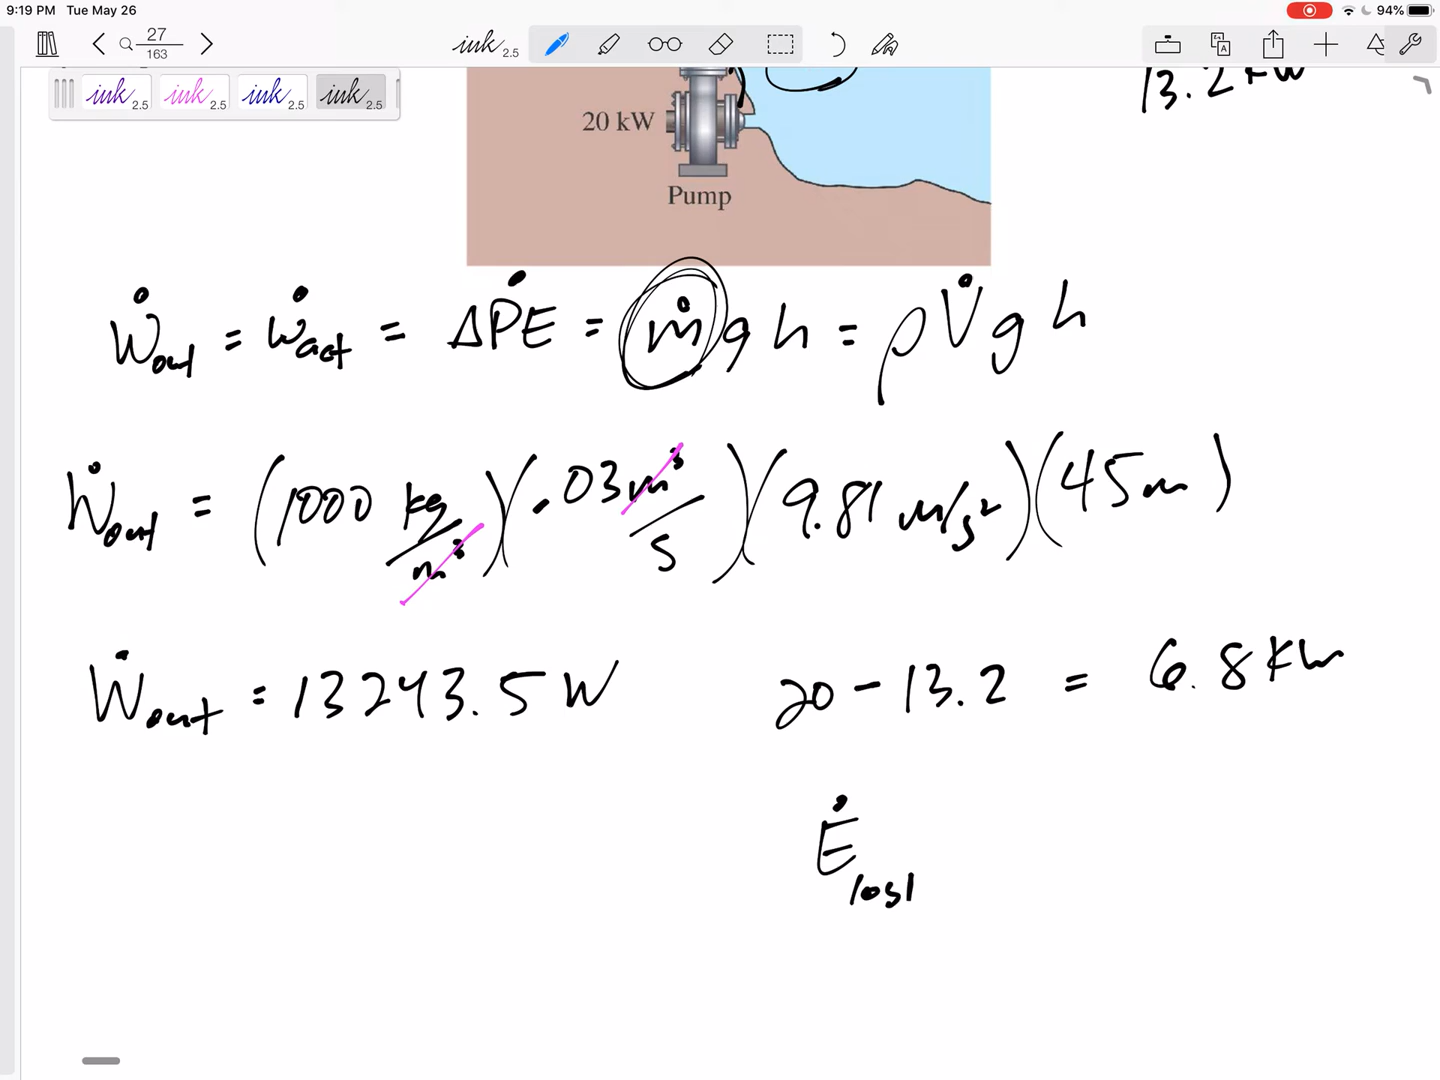 9:19 PM Tue May 26
94%
27
163
ink 2.5
ink 2.5 ink 2.5 ink 2.5 ink 2.5
13.2 kW
20 kW
Pump
Ẇout = Ẇact = ΔṖE = ṁgh = ρV̇gh
Ẇout = (1000 kg/m³)(.03 m³/s)(9.81 m/s²)(45m)
Ẇout = 13243.5 W
20 - 13.2 = 6.8 kW
Ėlost